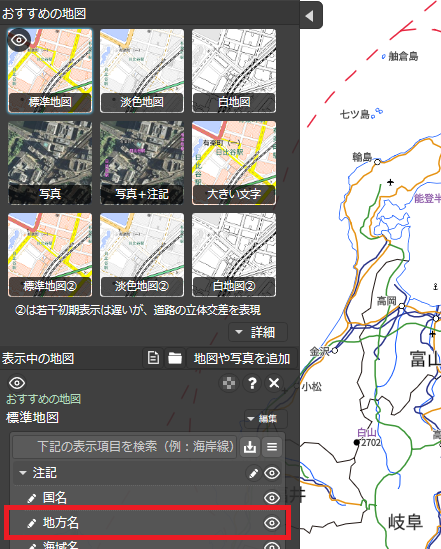 おすすめの地図
標準地図
淡色地図
白地図
写真
写真+注記
大きい文字
有楽町(一)
日比谷駅
標準地図②
淡色地図②
白地図②
②は若干初期表示は違いが、道路の立体交差を表現
詳細
表示中の地図
地図や写真を追加
おすすめの地図
標準地図
編集
下記の表示項目を検索(例:海岸線)
注記
国名
地方名
海域名
舳倉島
七ツ島
輪島
能登半
高岡
金沢
富山
小松
白山
2702
井
岐阜